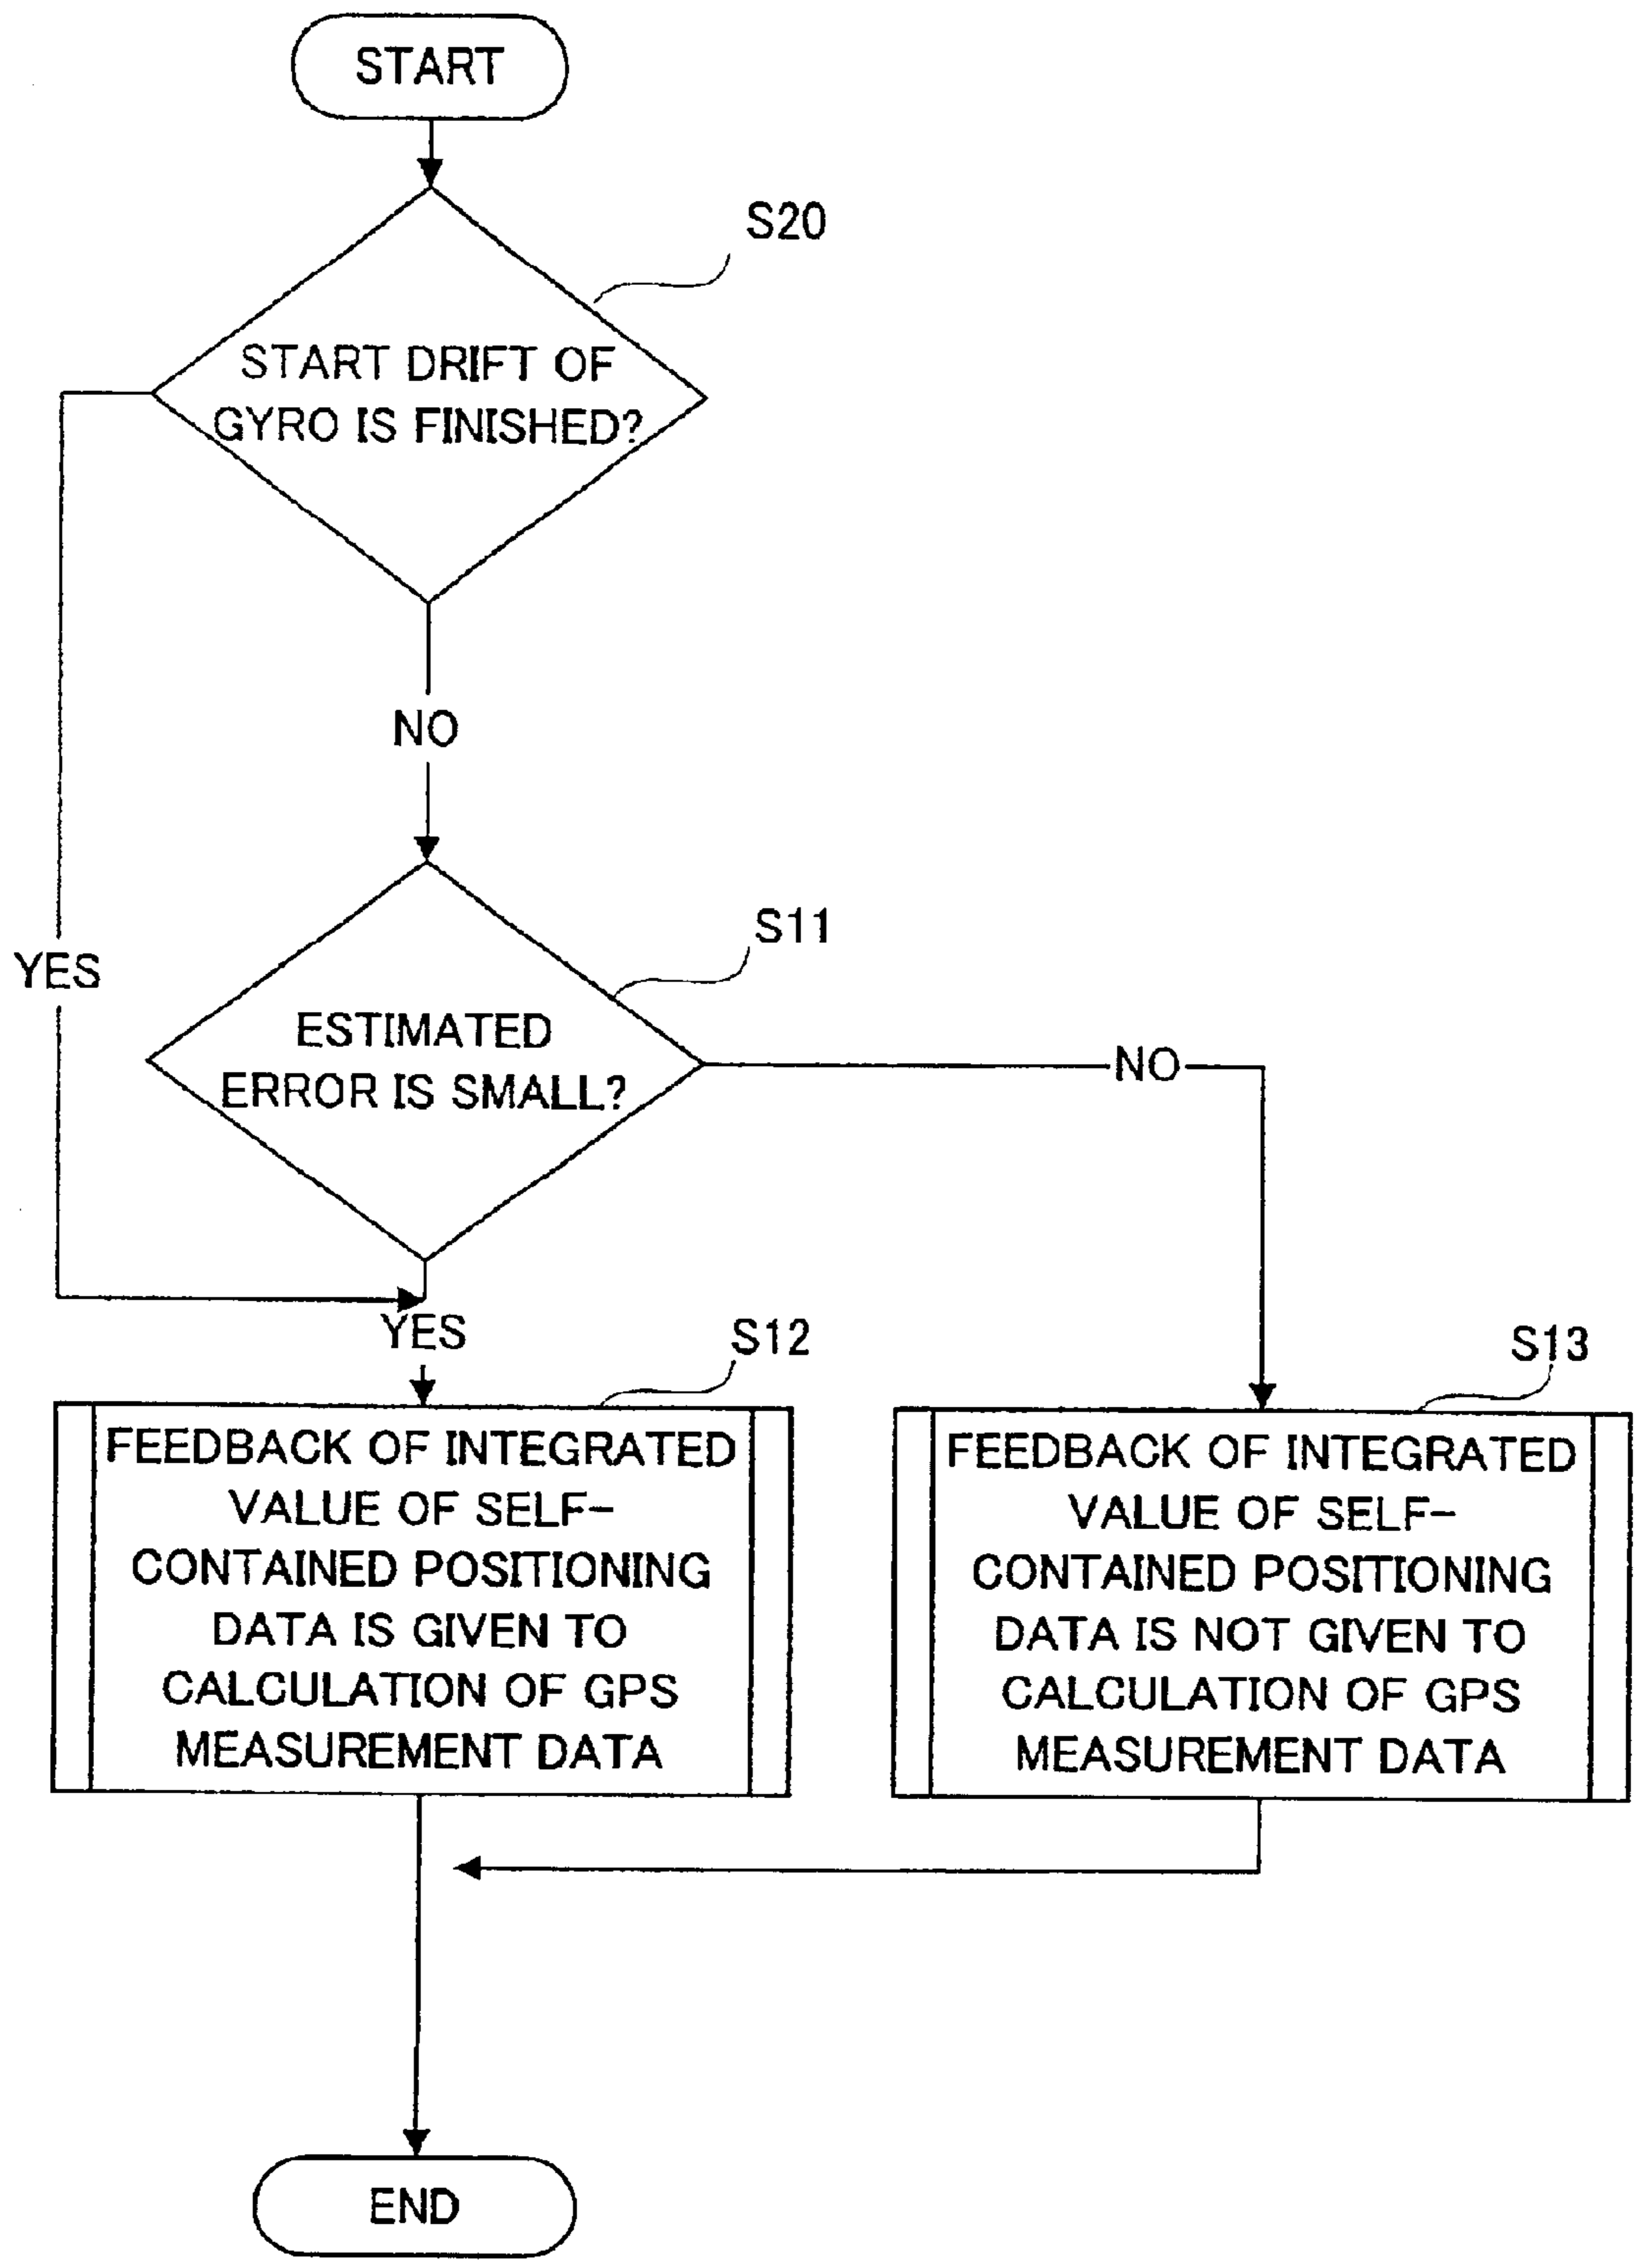 START
S20
START DRIFT OF
GYRO IS FINISHED?
NO
S11
YES
ESTIMATED
ERROR IS SMALL?
NO
YES
S12
S13
FEEDBACK OF INTEGRATED
VALUE OF SELF-
CONTAINED POSITIONING
DATA IS GIVEN TO
CALCULATION OF GPS
MEASUREMENT DATA
FEEDBACK OF INTEGRATED
VALUE OF SELF-
CONTAINED POSITIONING
DATA IS NOT GIVEN TO
CALCULATION OF GPS
MEASUREMENT DATA
END